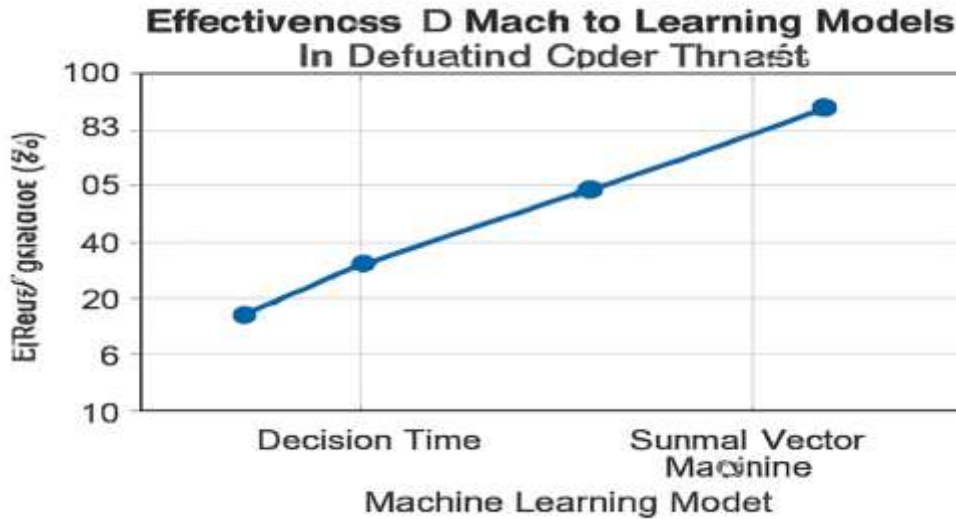 Effectivencss D Mach to Learning Models
In Defuatind Cpder Thnast
100
83
05
40
20
6
10
Decision Time
Sunmal Vector
Macinine
Machine Learning Modet